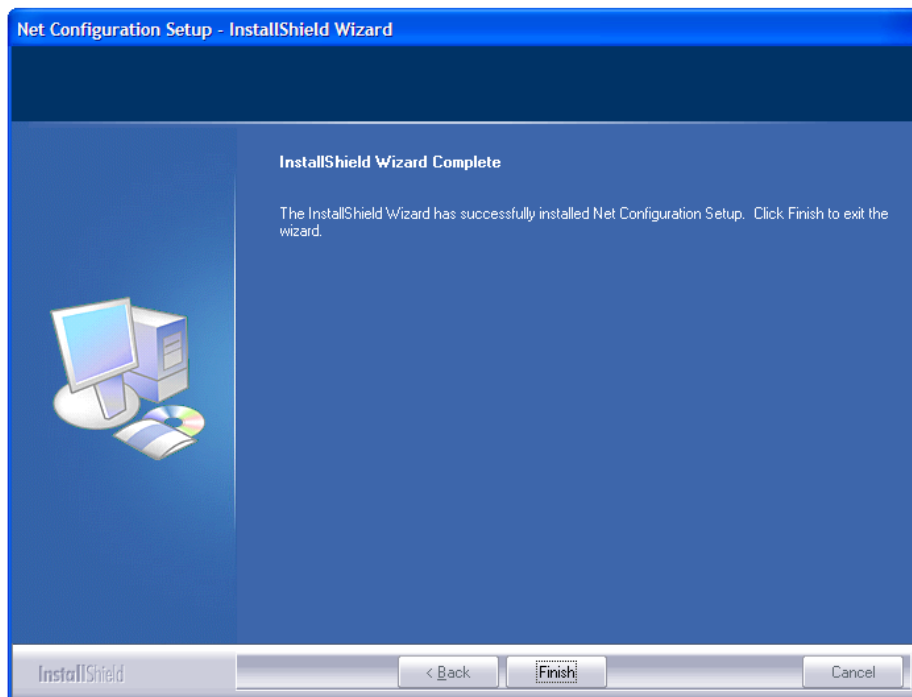 Net Configuration Setup - InstallShield Wizard
InstallShield Wizard Complete
The InstallShield Wizard has successfully installed Net Configuration Setup. Click Finish to exit the
wizard.
InstallShield
< Back
Finish
Cancel